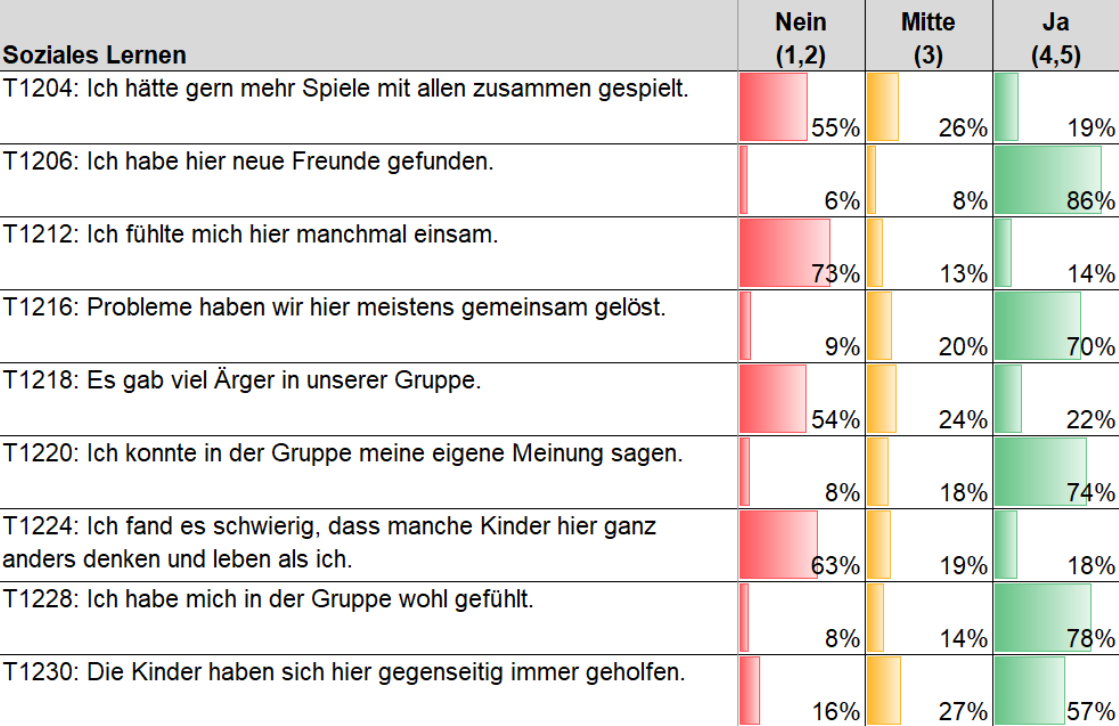 Soziales Lernen Nein (1,2) Mitte (3) Ja (4,5)
T1204: Ich hätte gern mehr Spiele mit allen zusammen gespielt.
55% 26% 19%
T1206: Ich habe hier neue Freunde gefunden.
6% 8% 86%
T1212: Ich fühlte mich hier manchmal einsam.
73% 13% 14%
T1216: Probleme haben wir hier meistens gemeinsam gelöst.
9% 20% 70%
T1218: Es gab viel Ärger in unserer Gruppe.
54% 24% 22%
T1220: Ich konnte in der Gruppe meine eigene Meinung sagen.
8% 18% 74%
T1224: Ich fand es schwierig, dass manche Kinder hier ganz
anders denken und leben als ich.
63% 19% 18%
T1228: Ich habe mich in der Gruppe wohl gefühlt.
8% 14% 78%
T1230: Die Kinder haben sich hier gegenseitig immer geholfen.
16% 27% 57%